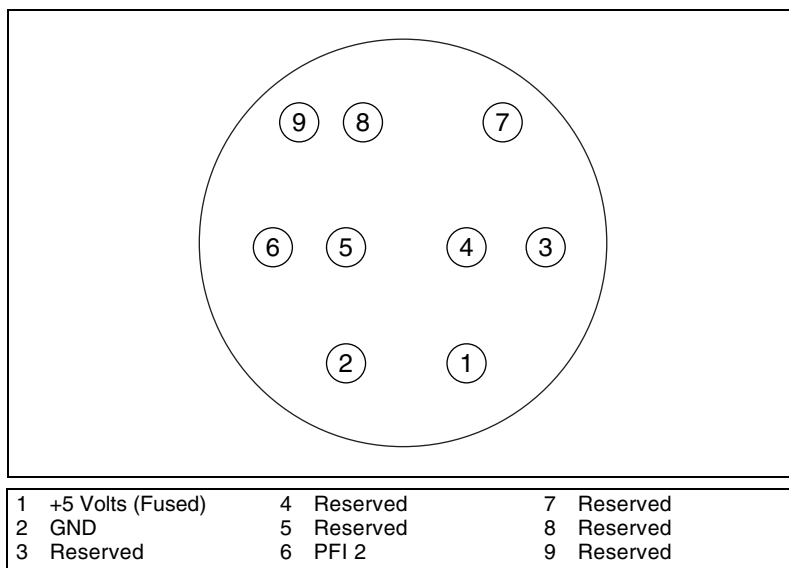 9 8 7
6 5 4 3
2 1
1 +5 Volts (Fused) 4 Reserved 7 Reserved
2 GND 5 Reserved 8 Reserved
3 Reserved 6 PFI 2 9 Reserved